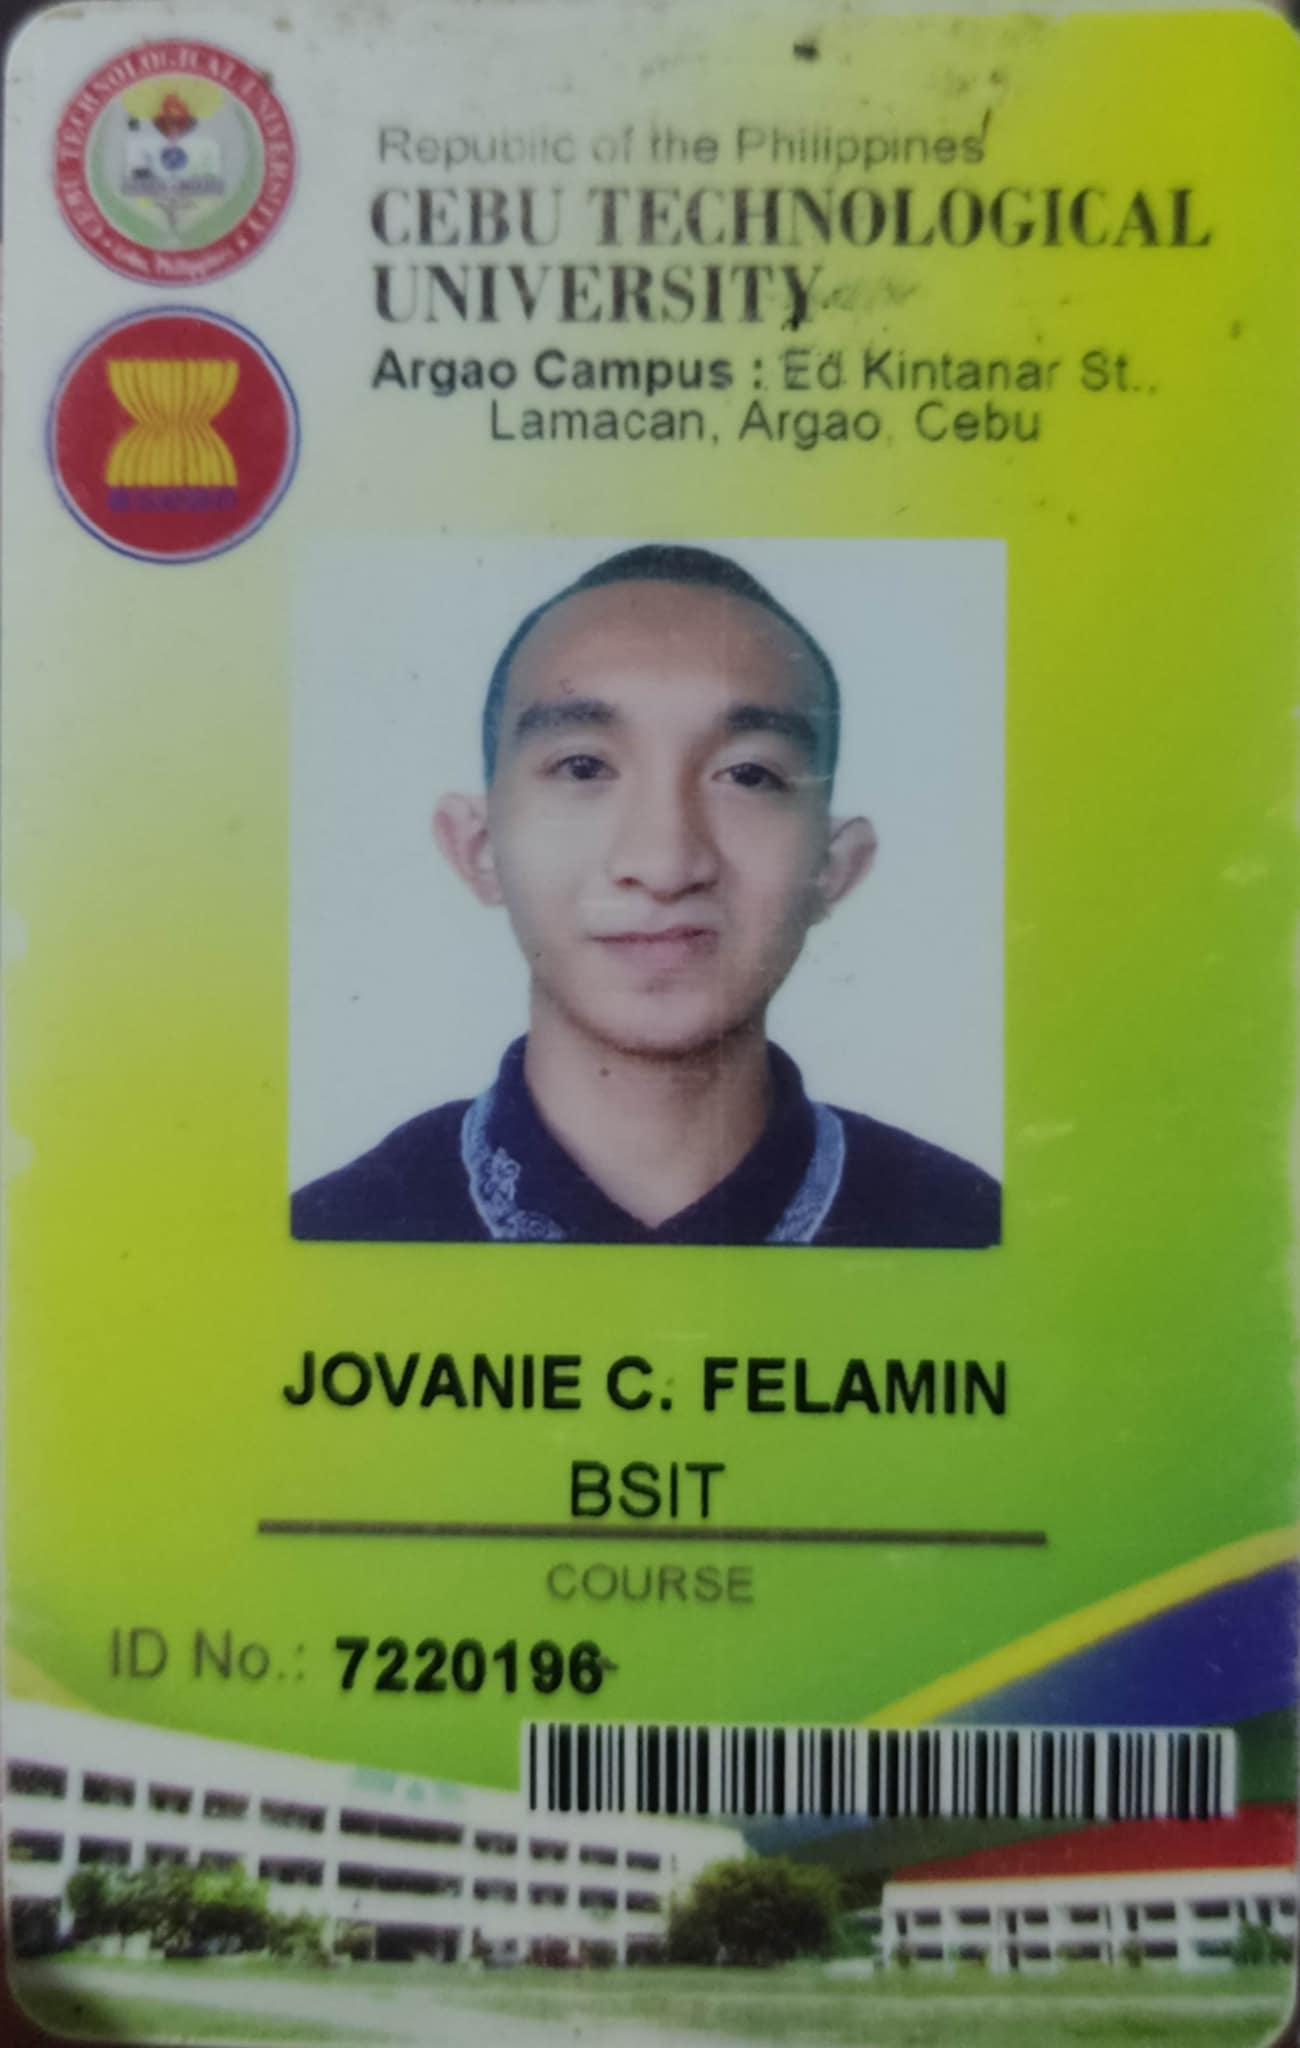 CEBU TECHNOLOGICAL UNIVERSITY
Cebu, Philippines
Republic of the Philippines
CEBU TECHNOLOGICAL
UNIVERSITY
Argao Campus : Ed Kintanar St.,
Lamacan, Argao, Cebu
JOVANIE C. FELAMIN
BSIT
COURSE
ID No.: 7220196